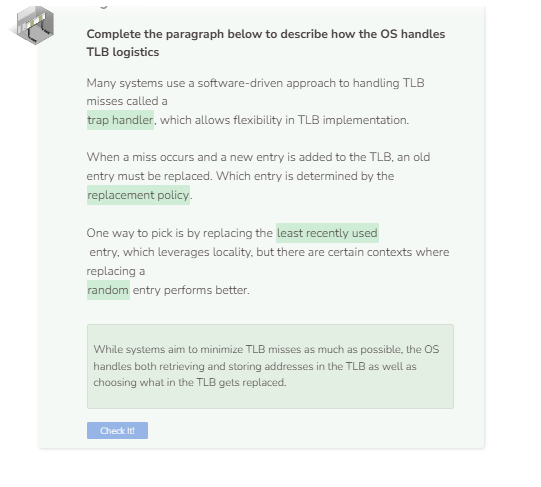 Complete the paragraph below to describe how the OS handles
TLB logistics
Many systems use a software-driven approach to handling TLB
misses called a
trap handler, which allows flexibility in TLB implementation.
When a miss occurs and a new entry is added to the TLB, an old
entry must be replaced. Which entry is determined by the
replacement policy.
One way to pick is by replacing the least recently used
entry, which leverages locality, but there are certain contexts where
replacing a
random entry performs better.
While systems aim to minimize TLB misses as much as possible, the OS
handles both retrieving and storing addresses in the TLB as well as
choosing what in the TLB gets replaced.
Check It!